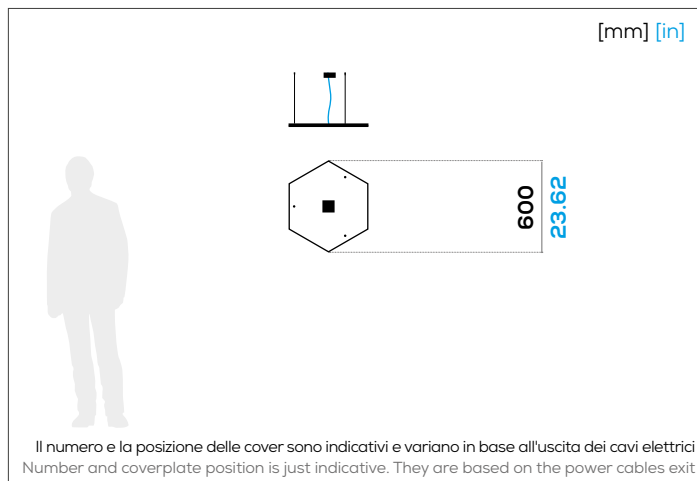 [mm] [in]
600
23.62
Il numero e la posizione delle cover sono indicativi e variano in base all'uscita dei cavi elettrici
Number and coverplate position is just indicative. They are based on the power cables exit